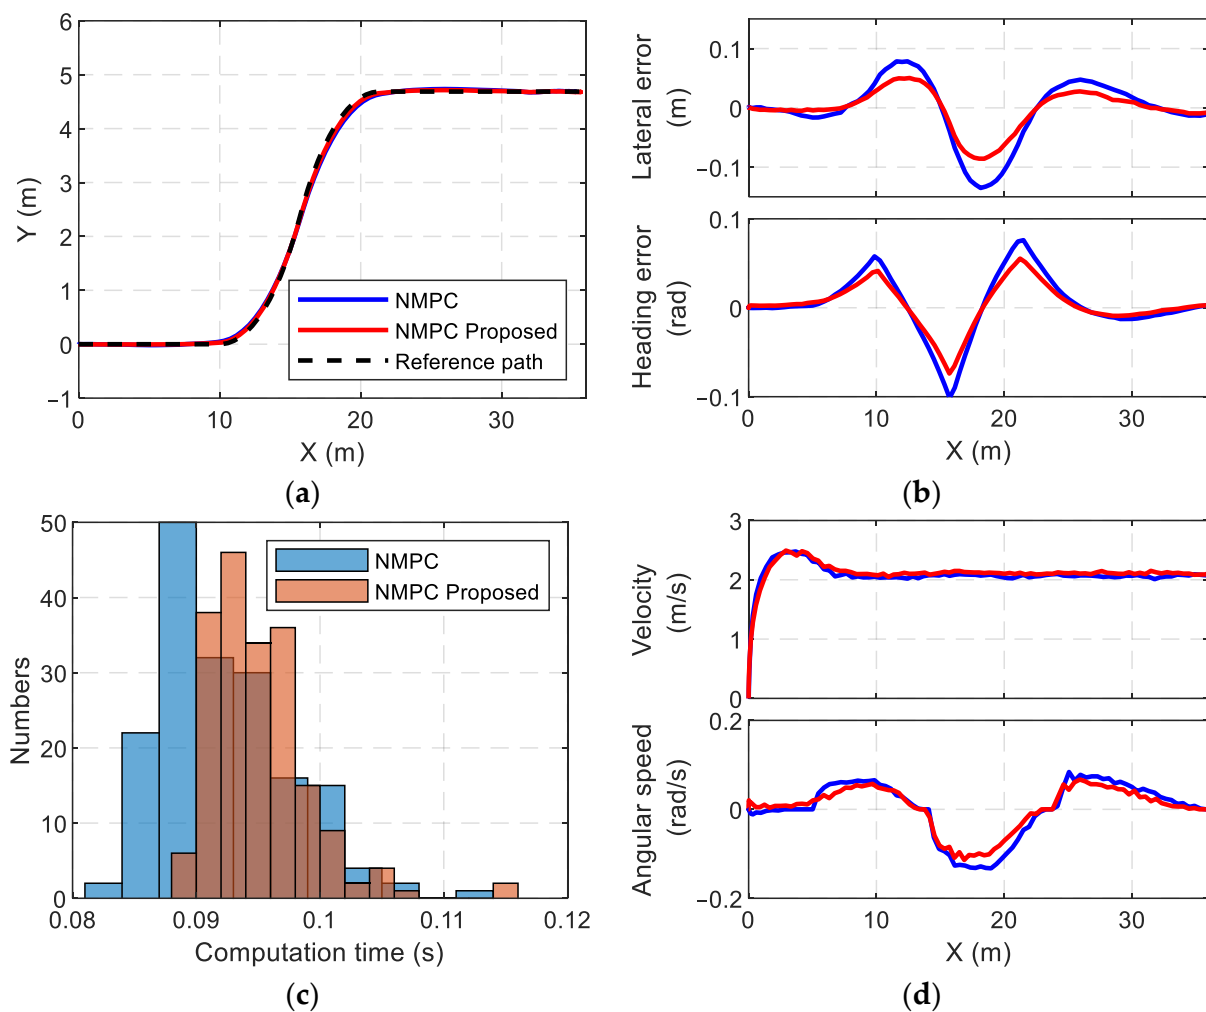 6
5
4
3
2
1
0
−1
Y (m)
NMPC
NMPC Proposed
Reference path
0 10 20 30
X (m)
(a)
0.1
0
−0.1
Lateral error
(m)
0.1
0
−0.1
Heading error
(rad)
0 10 20 30
X (m)
(b)
50
40
30
20
10
0
Numbers
NMPC
NMPC Proposed
0.08 0.09 0.1 0.11 0.12
Computation time (s)
(c)
3
2
1
0
Velocity
(m/s)
0.2
0
−0.2
Angular speed
(rad/s)
0 10 20 30
X (m)
(d)